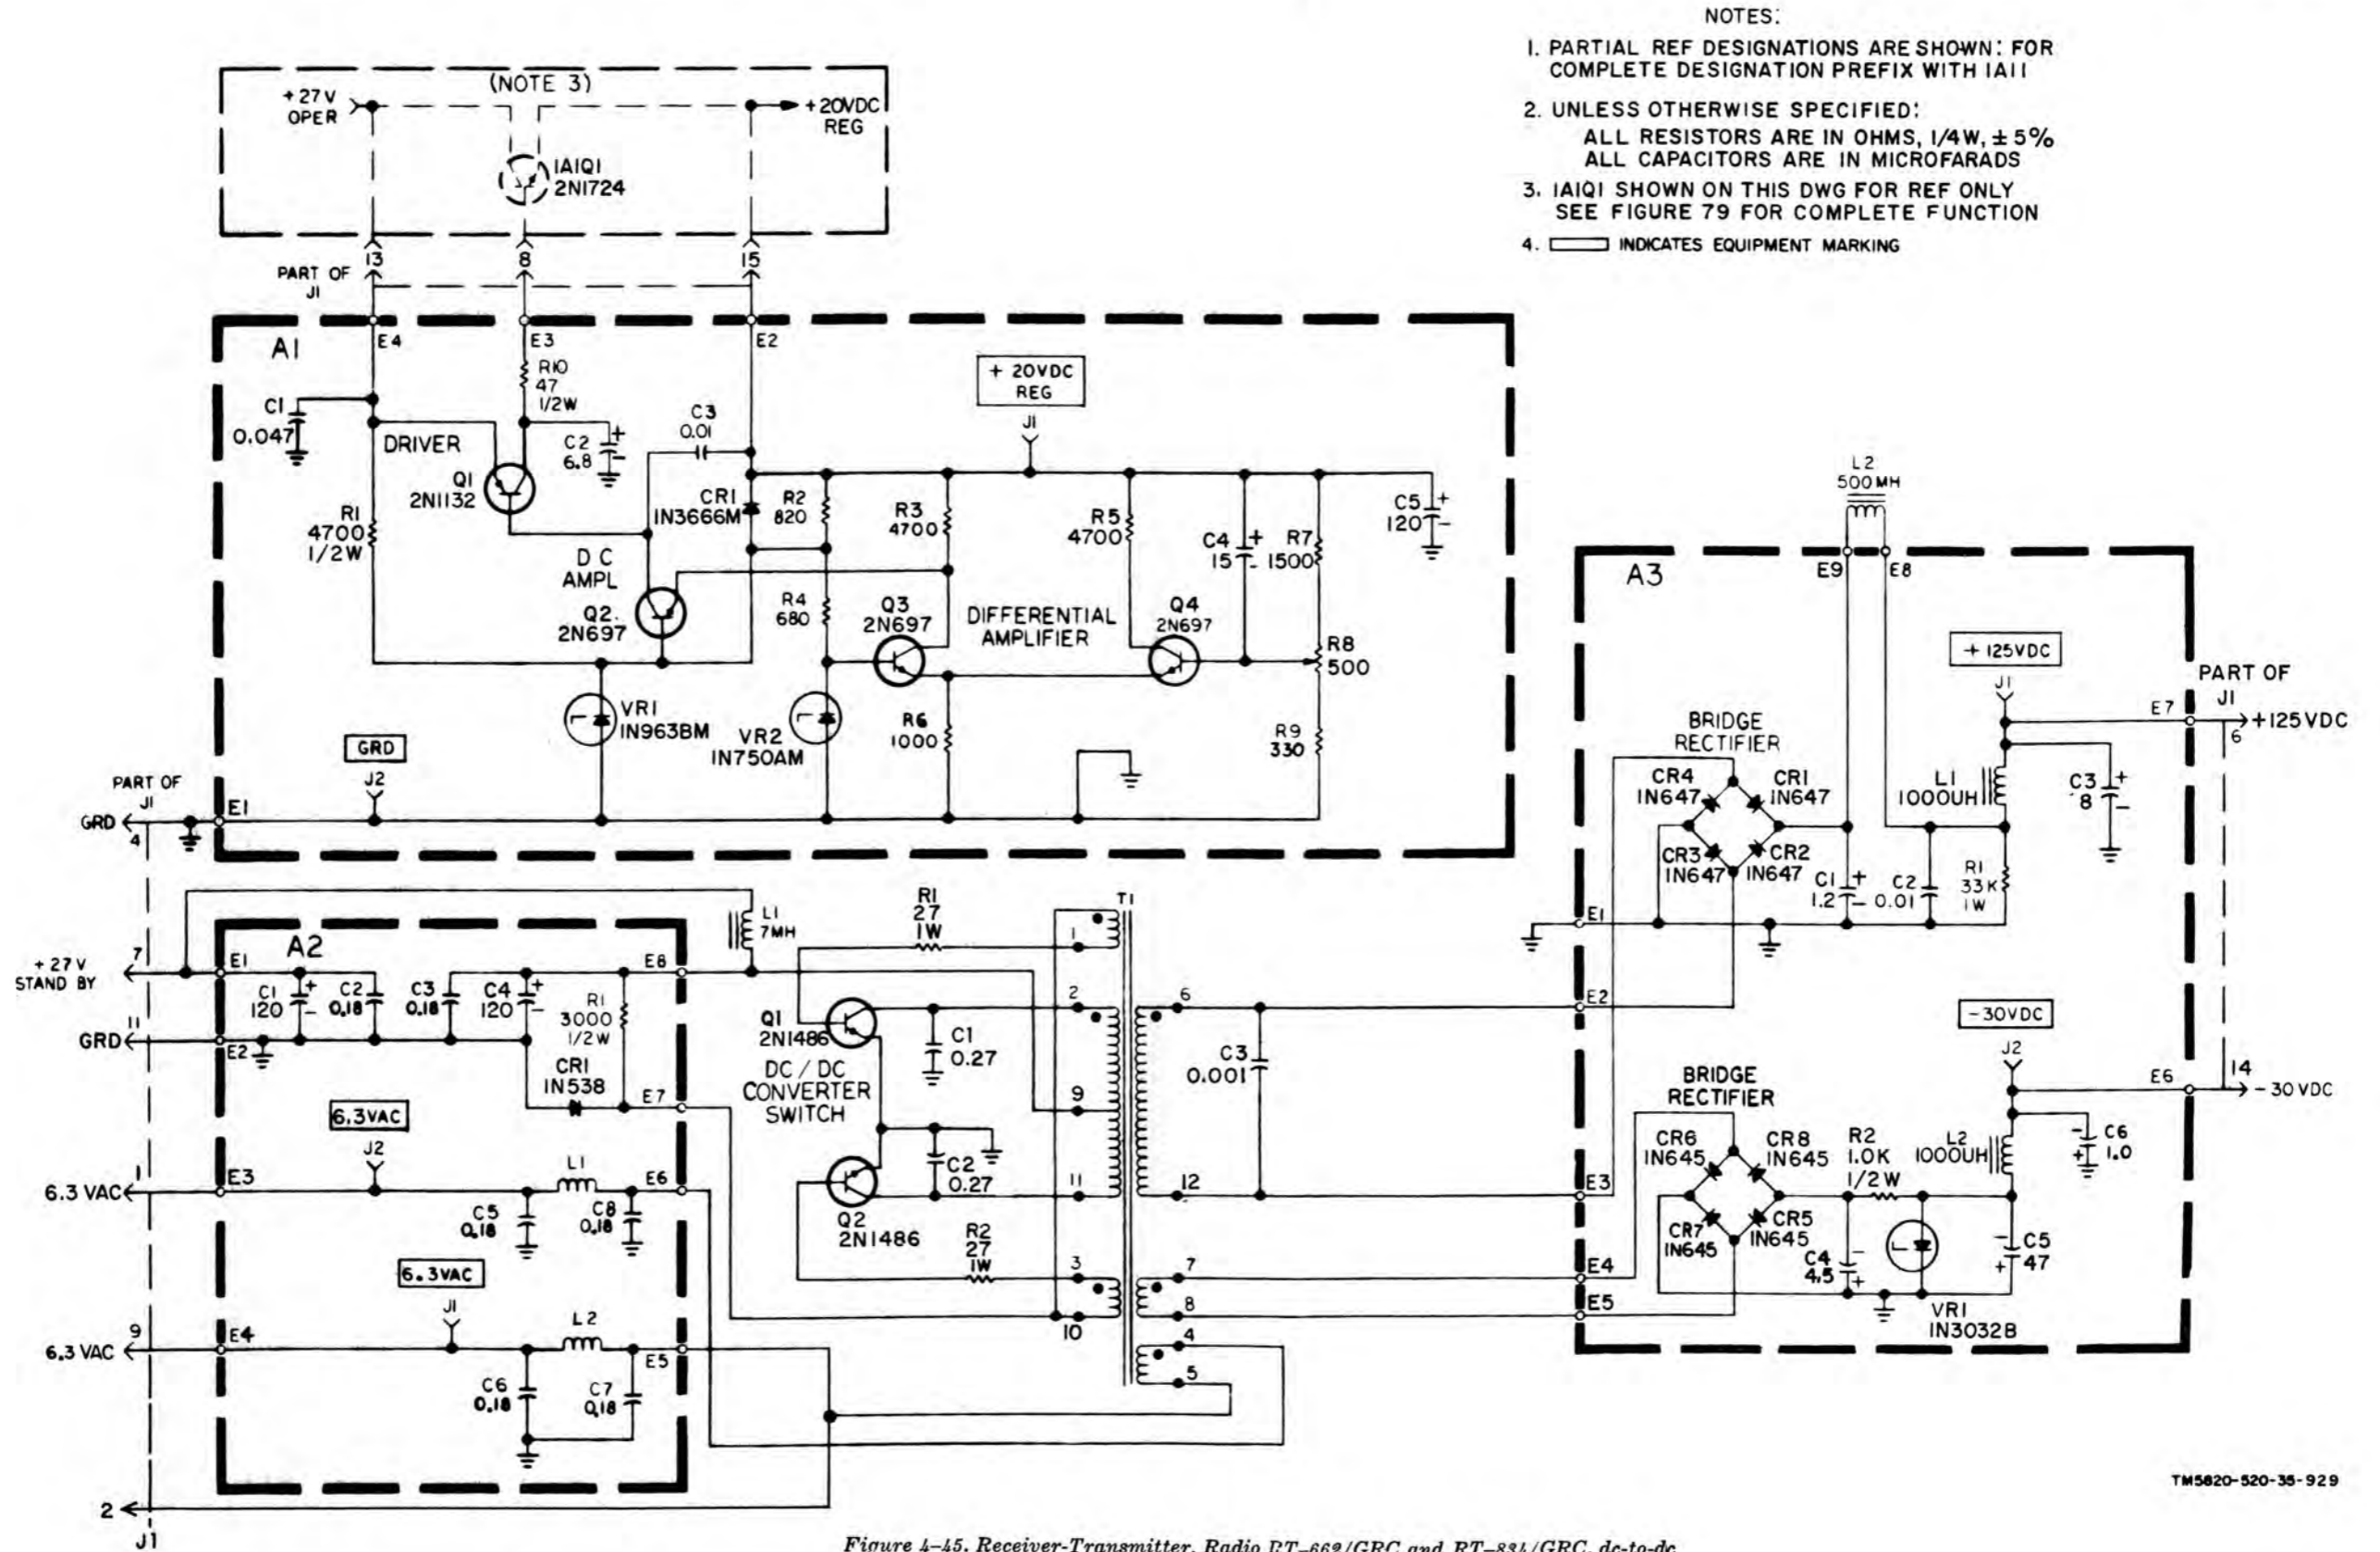 NOTES:
1. PARTIAL REF DESIGNATIONS ARE SHOWN: FOR
COMPLETE DESIGNATION PREFIX WITH 1A11
2. UNLESS OTHERWISE SPECIFIED:
ALL RESISTORS ARE IN OHMS, 1/4W, ± 5%
ALL CAPACITORS ARE IN MICROFARADS
3. 1A1Q1 SHOWN ON THIS DWG FOR REF ONLY
SEE FIGURE 79 FOR COMPLETE FUNCTION
4. INDICATES EQUIPMENT MARKING
(NOTE 3)
+27V
OPER
+20VDC
REG
1A1Q1
2N1724
13
8
15
PART OF
J1
A1
E4
E3
E2
R10
47
1/2W
C1
0.047
DRIVER
C2
6.8
+
-
C3
0.01
Q1
2N1132
+ 20VDC
REG
J1
R1
4700
1/2W
CR1
1N3666M
R2
820
R3
4700
R5
4700
C4
15
+
-
R7
1500
C5
120
+
-
DC
AMPL
Q2
2N697
R4
680
Q3
2N697
DIFFERENTIAL
AMPLIFIER
Q4
2N697
R8
500
VR1
1N963BM
VR2
1N750AM
R6
1000
R9
330
GRD
J2
PART OF
J1
GRD
4
E1
L2
500MH
A3
E9
E8
+ 125VDC
J1
PART OF
J1
E7
+125VDC
6
BRIDGE
RECTIFIER
CR4
1N647
CR1
1N647
CR3
1N647
CR2
1N647
L1
1000UH
C3
8
+
-
C1
1.2
+
-
C2
0.01
R1
33K
1W
E1
E2
A2
7
+27V
STAND BY
E1
E8
L1
7MH
R1
27
1W
T1
1
C1
120
+
-
C2
0.18
C3
0.18
C4
120
+
-
R1
3000
1/2W
11
GRD
E2
CR1
1N538
E7
Q1
2N1486
C1
0.27
DC/DC
CONVERTER
SWITCH
2
6
9
C3
0.001
C2
0.27
11
12
E3
Q2
2N1486
R2
27
1W
3
10
7
8
4
5
E4
E5
6.3VAC
J2
1
6.3 VAC
E3
L1
E6
C5
0.18
C8
0.18
6.3VAC
J1
9
6.3 VAC
E4
L2
E5
C6
0.18
C7
0.18
2
J1
-30VDC
J2
E6
14
-30VDC
BRIDGE
RECTIFIER
CR6
1N645
CR8
1N645
CR7
1N645
CR5
1N645
R2
1.0K
1/2W
L2
1000UH
C6
1.0
-
+
C4
4.5
-
+
C5
47
-
+
VR1
1N3032B
TM5820-520-35-929
Figure 4-45. Receiver-Transmitter, Radio RT-662/GRC and RT-834/GRC, dc-to-dc